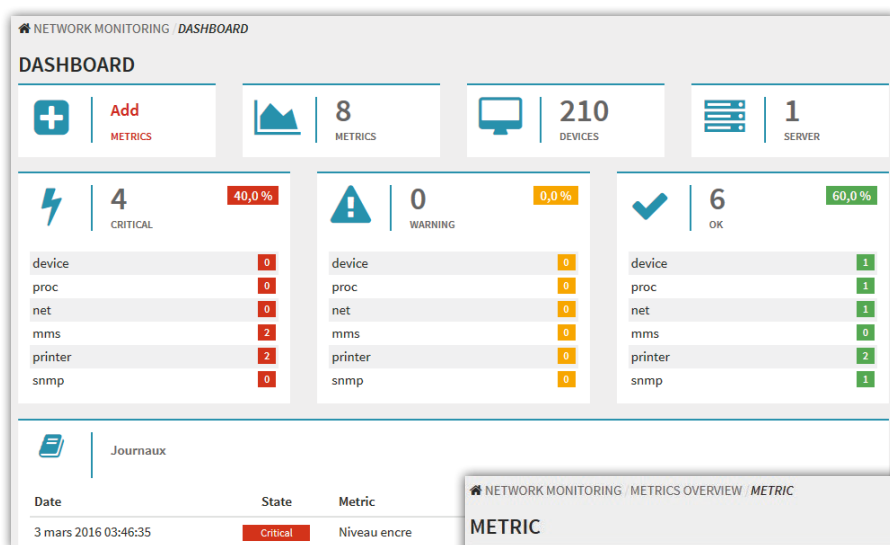 NETWORK MONITORING / DASHBOARD
DASHBOARD
Add
METRICS
8
METRICS
210
DEVICES
1
SERVER
4
CRITICAL
40,0 %
device 0
proc 0
net 0
mms 2
printer 2
snmp 0
0
WARNING
0,0 %
device 0
proc 0
net 0
mms 0
printer 0
snmp 0
6
OK
60,0 %
device 1
proc 1
net 1
mms 0
printer 2
snmp 1
Journaux
Date State Metric
3 mars 2016 03:46:35 Critical Niveau encre
NETWORK MONITORING / METRICS OVERVIEW / METRIC
METRIC